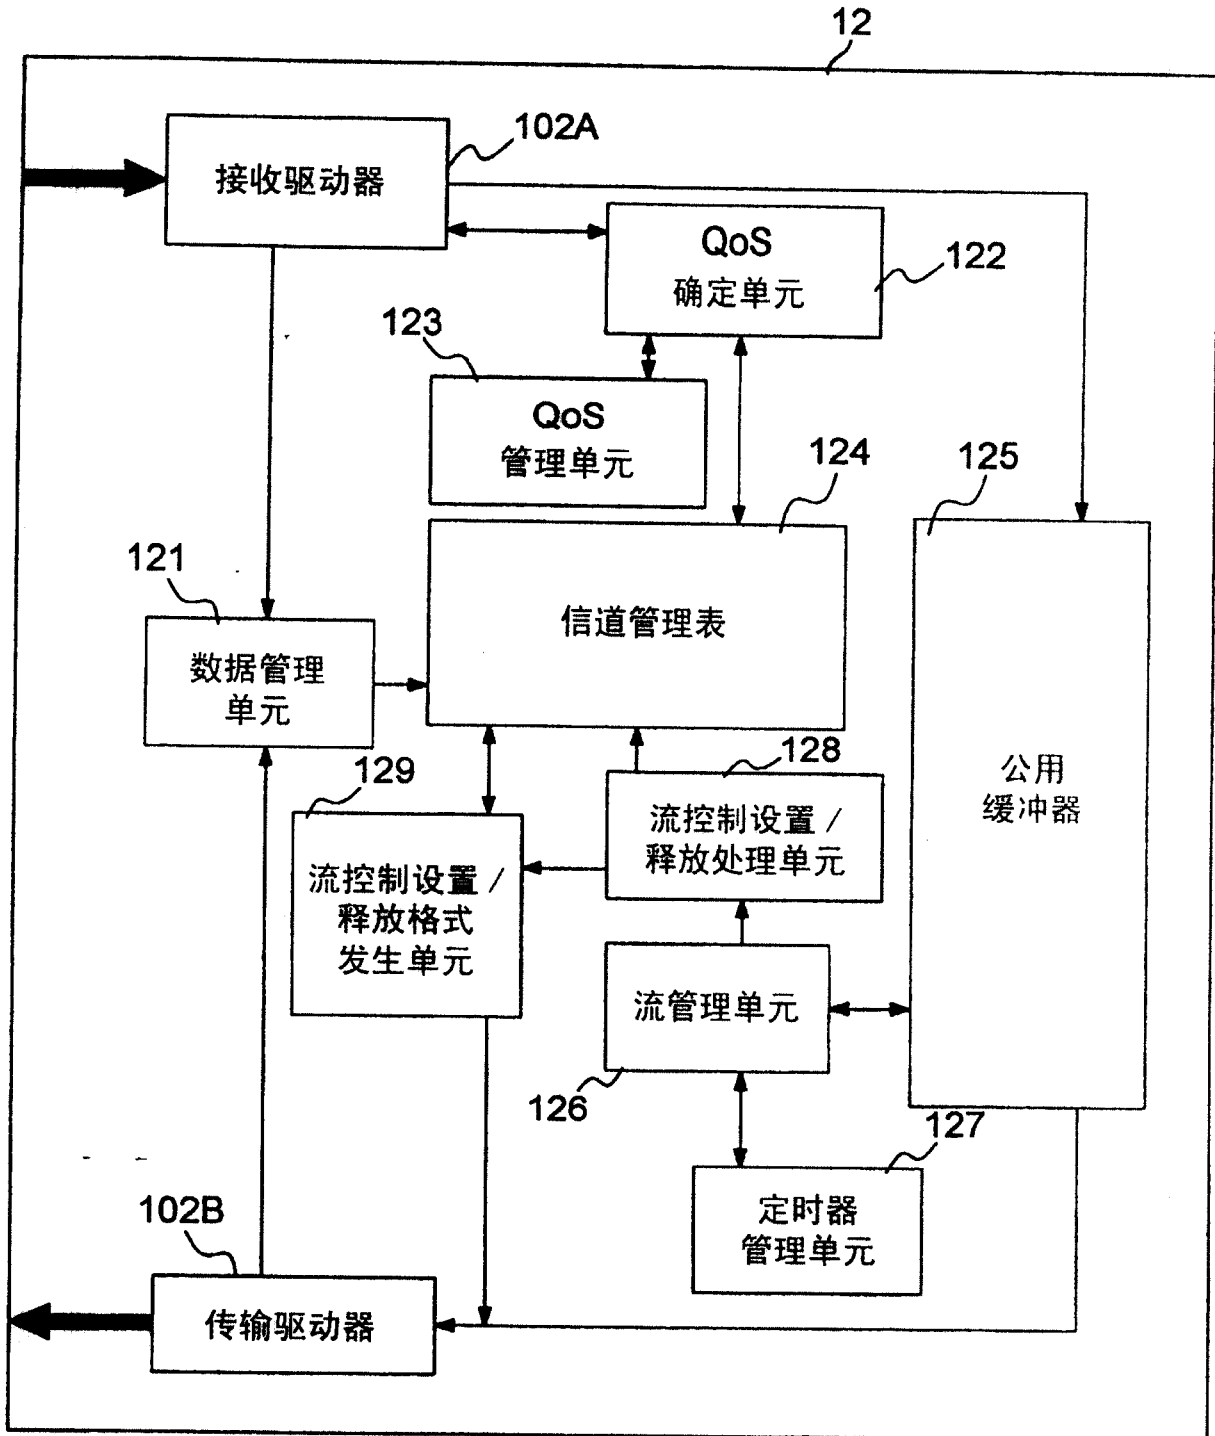 12
102A
接收驱动器
QoS
确定单元
122
123
QoS
管理单元
124
125
121
信道管理表
数据管理
单元
129
128
公用
缓冲器
流控制设置 /
释放处理单元
流控制设置 /
释放格式
发生单元
流管理单元
126
127
102B
定时器
管理单元
传输驱动器